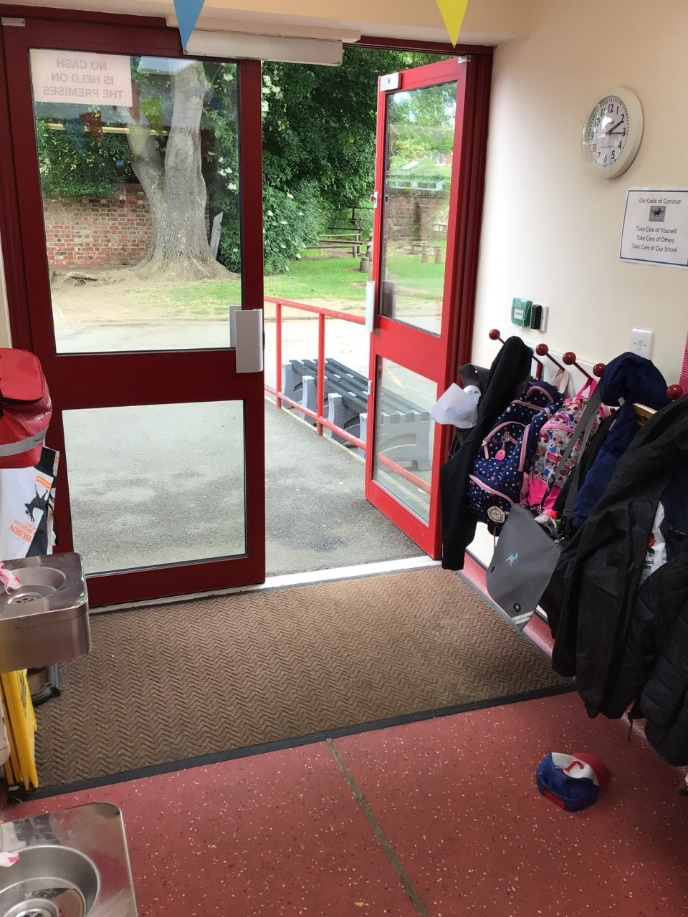 NO CASH
IS HELD ON
THE PREMISES
Our Code of Conduct
Take Care of Yourself
Take Care of Others
Take Care of Our School